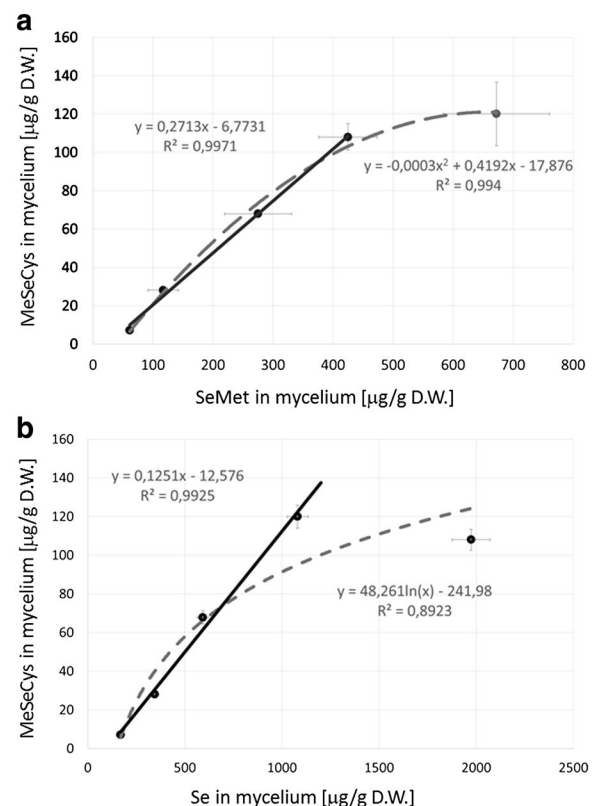 a
160
140
120
100
80
60
40
20
0
MeSeCys in mycelium [µg/g D.W.]
y = 0,2713x - 6,7731
R² = 0,9971
y = -0,0003x² + 0,4192x - 17,876
R² = 0,994
0 100 200 300 400 500 600 700 800
SeMet in mycelium [µg/g D.W.]
b
160
140
120
100
80
60
40
20
0
MeSeCys in mycelium [µg/g D.W.]
y = 0,1251x - 12,576
R² = 0,9925
y = 48,261ln(x) - 241,98
R² = 0,8923
0 500 1000 1500 2000 2500
Se in mycelium [µg/g D.W.]